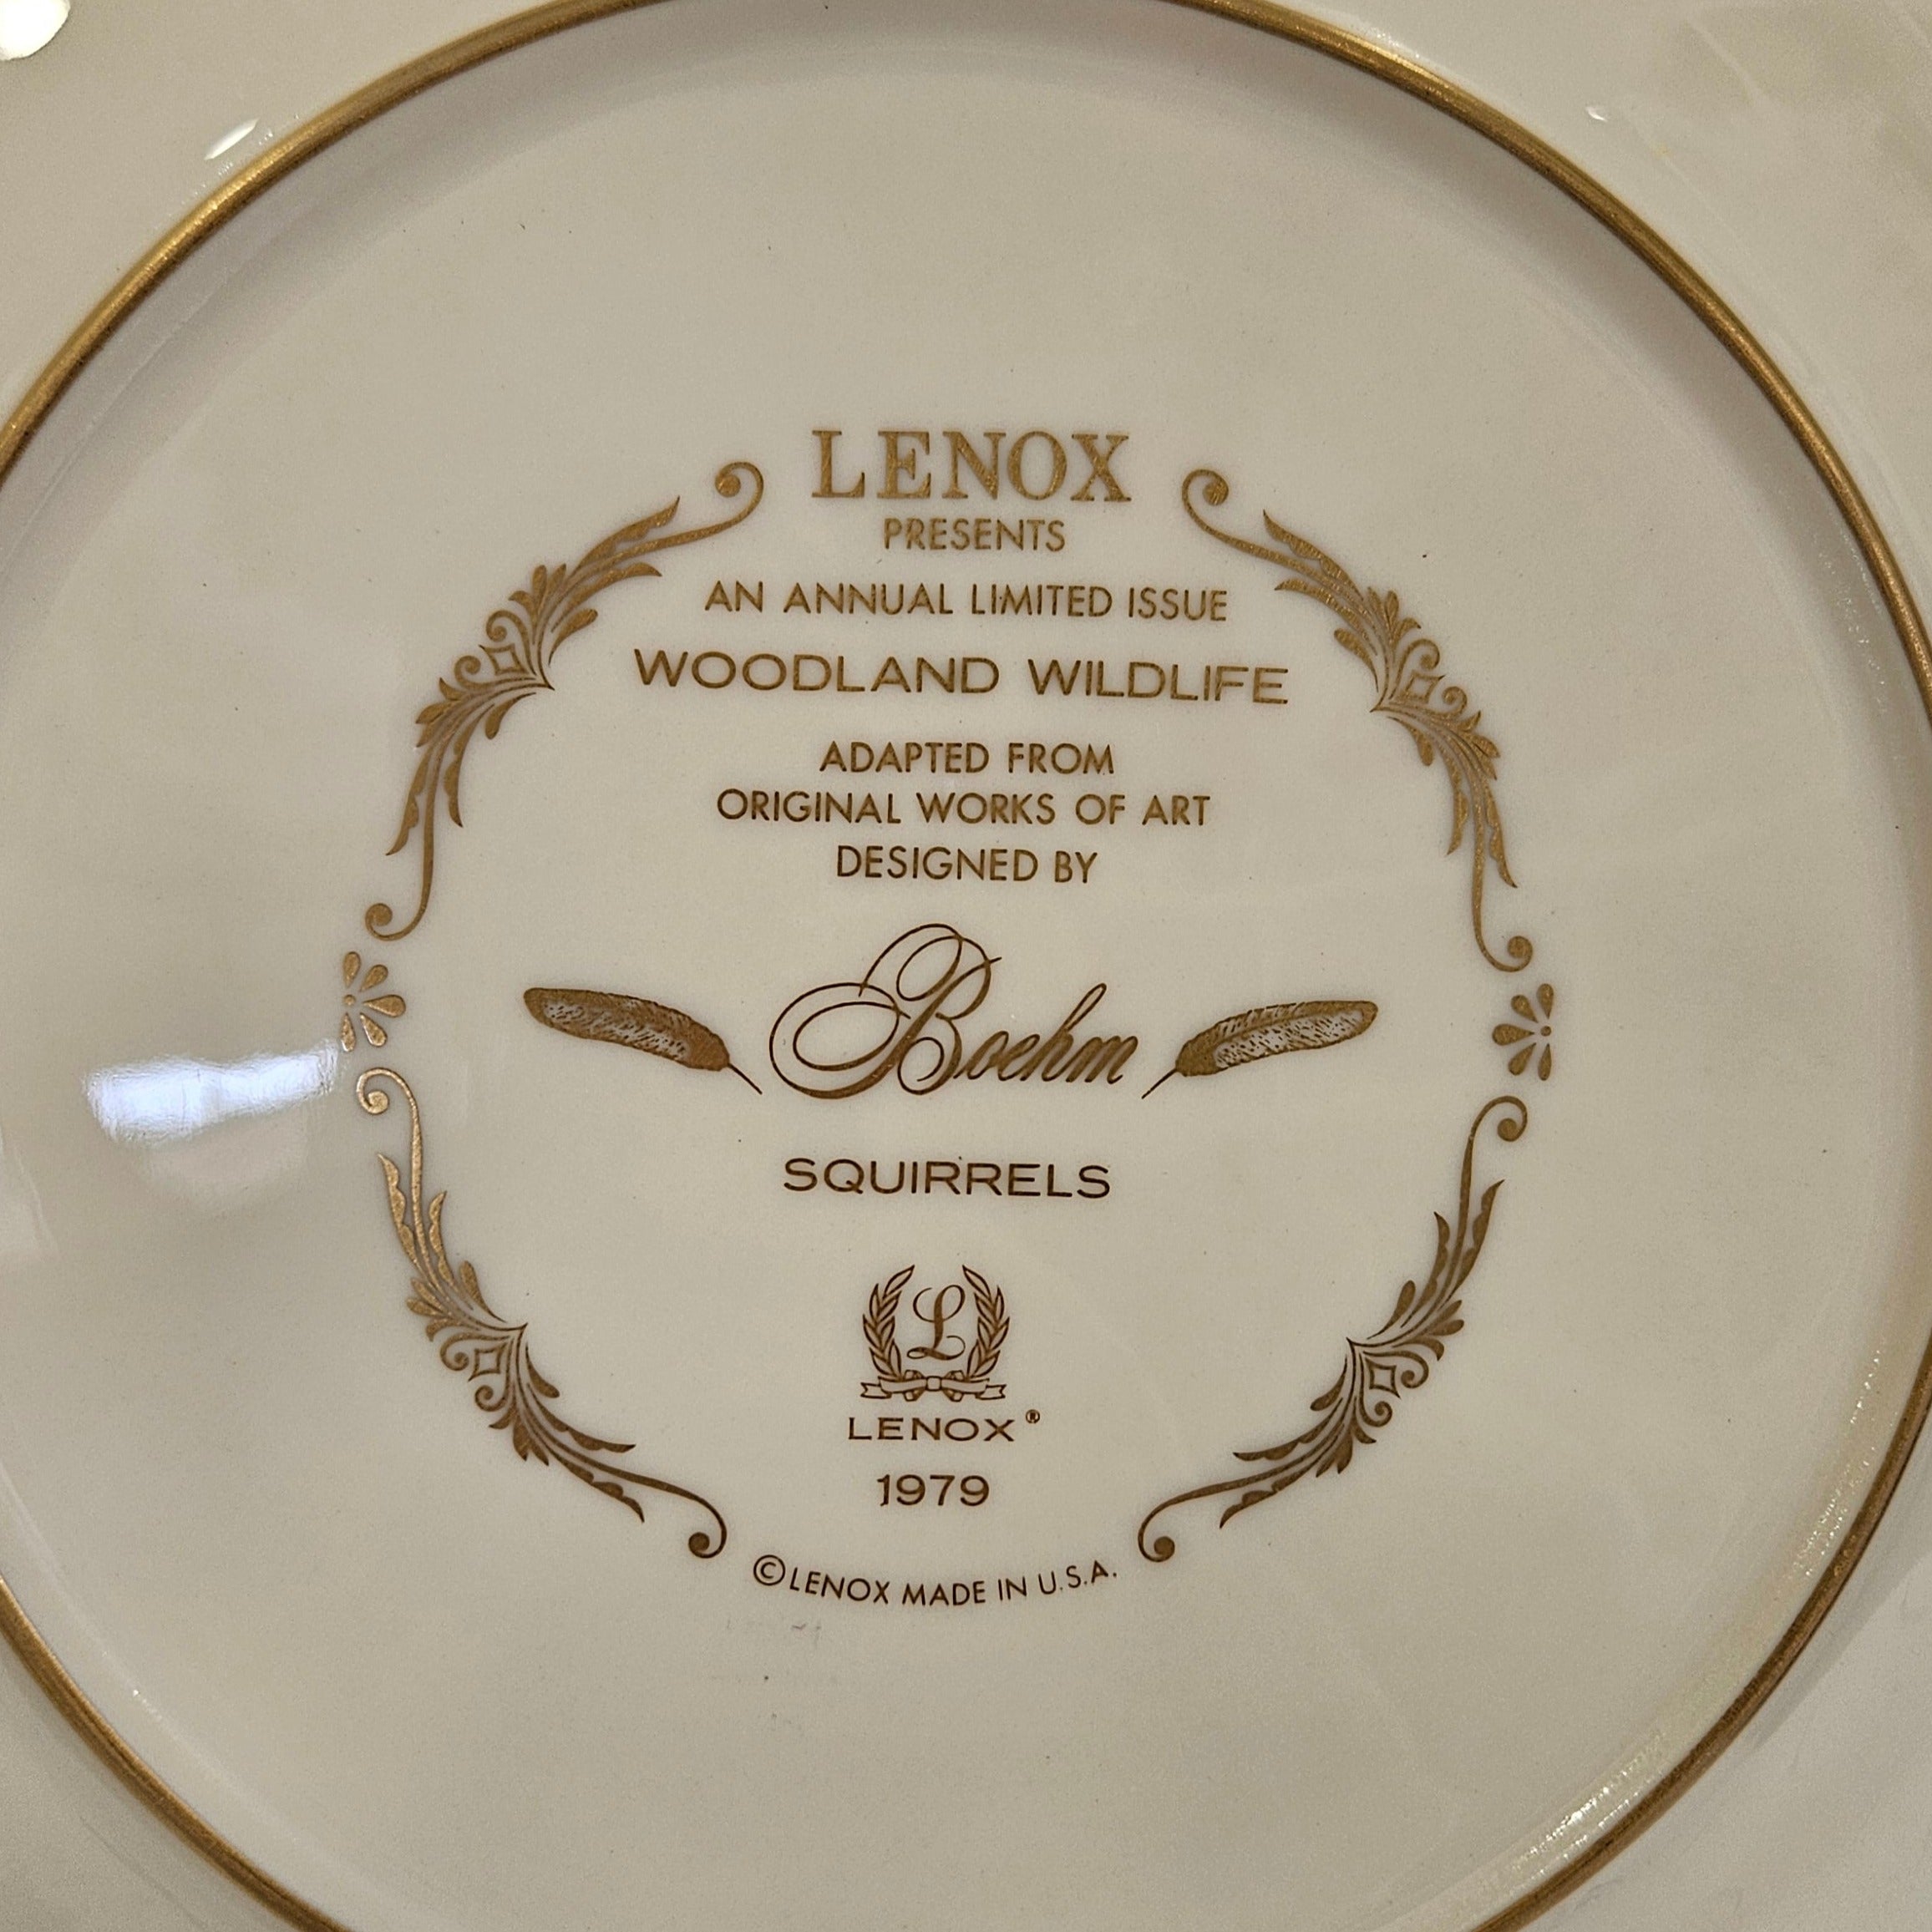 LENOX
PRESENTS
AN ANNUAL LIMITED ISSUE
WOODLAND WILDLIFE
ADAPTED FROM
ORIGINAL WORKS OF ART
DESIGNED BY
Boehm
SQUIRRELS
L
LENOX®
1979
©LENOX MADE IN U.S.A.